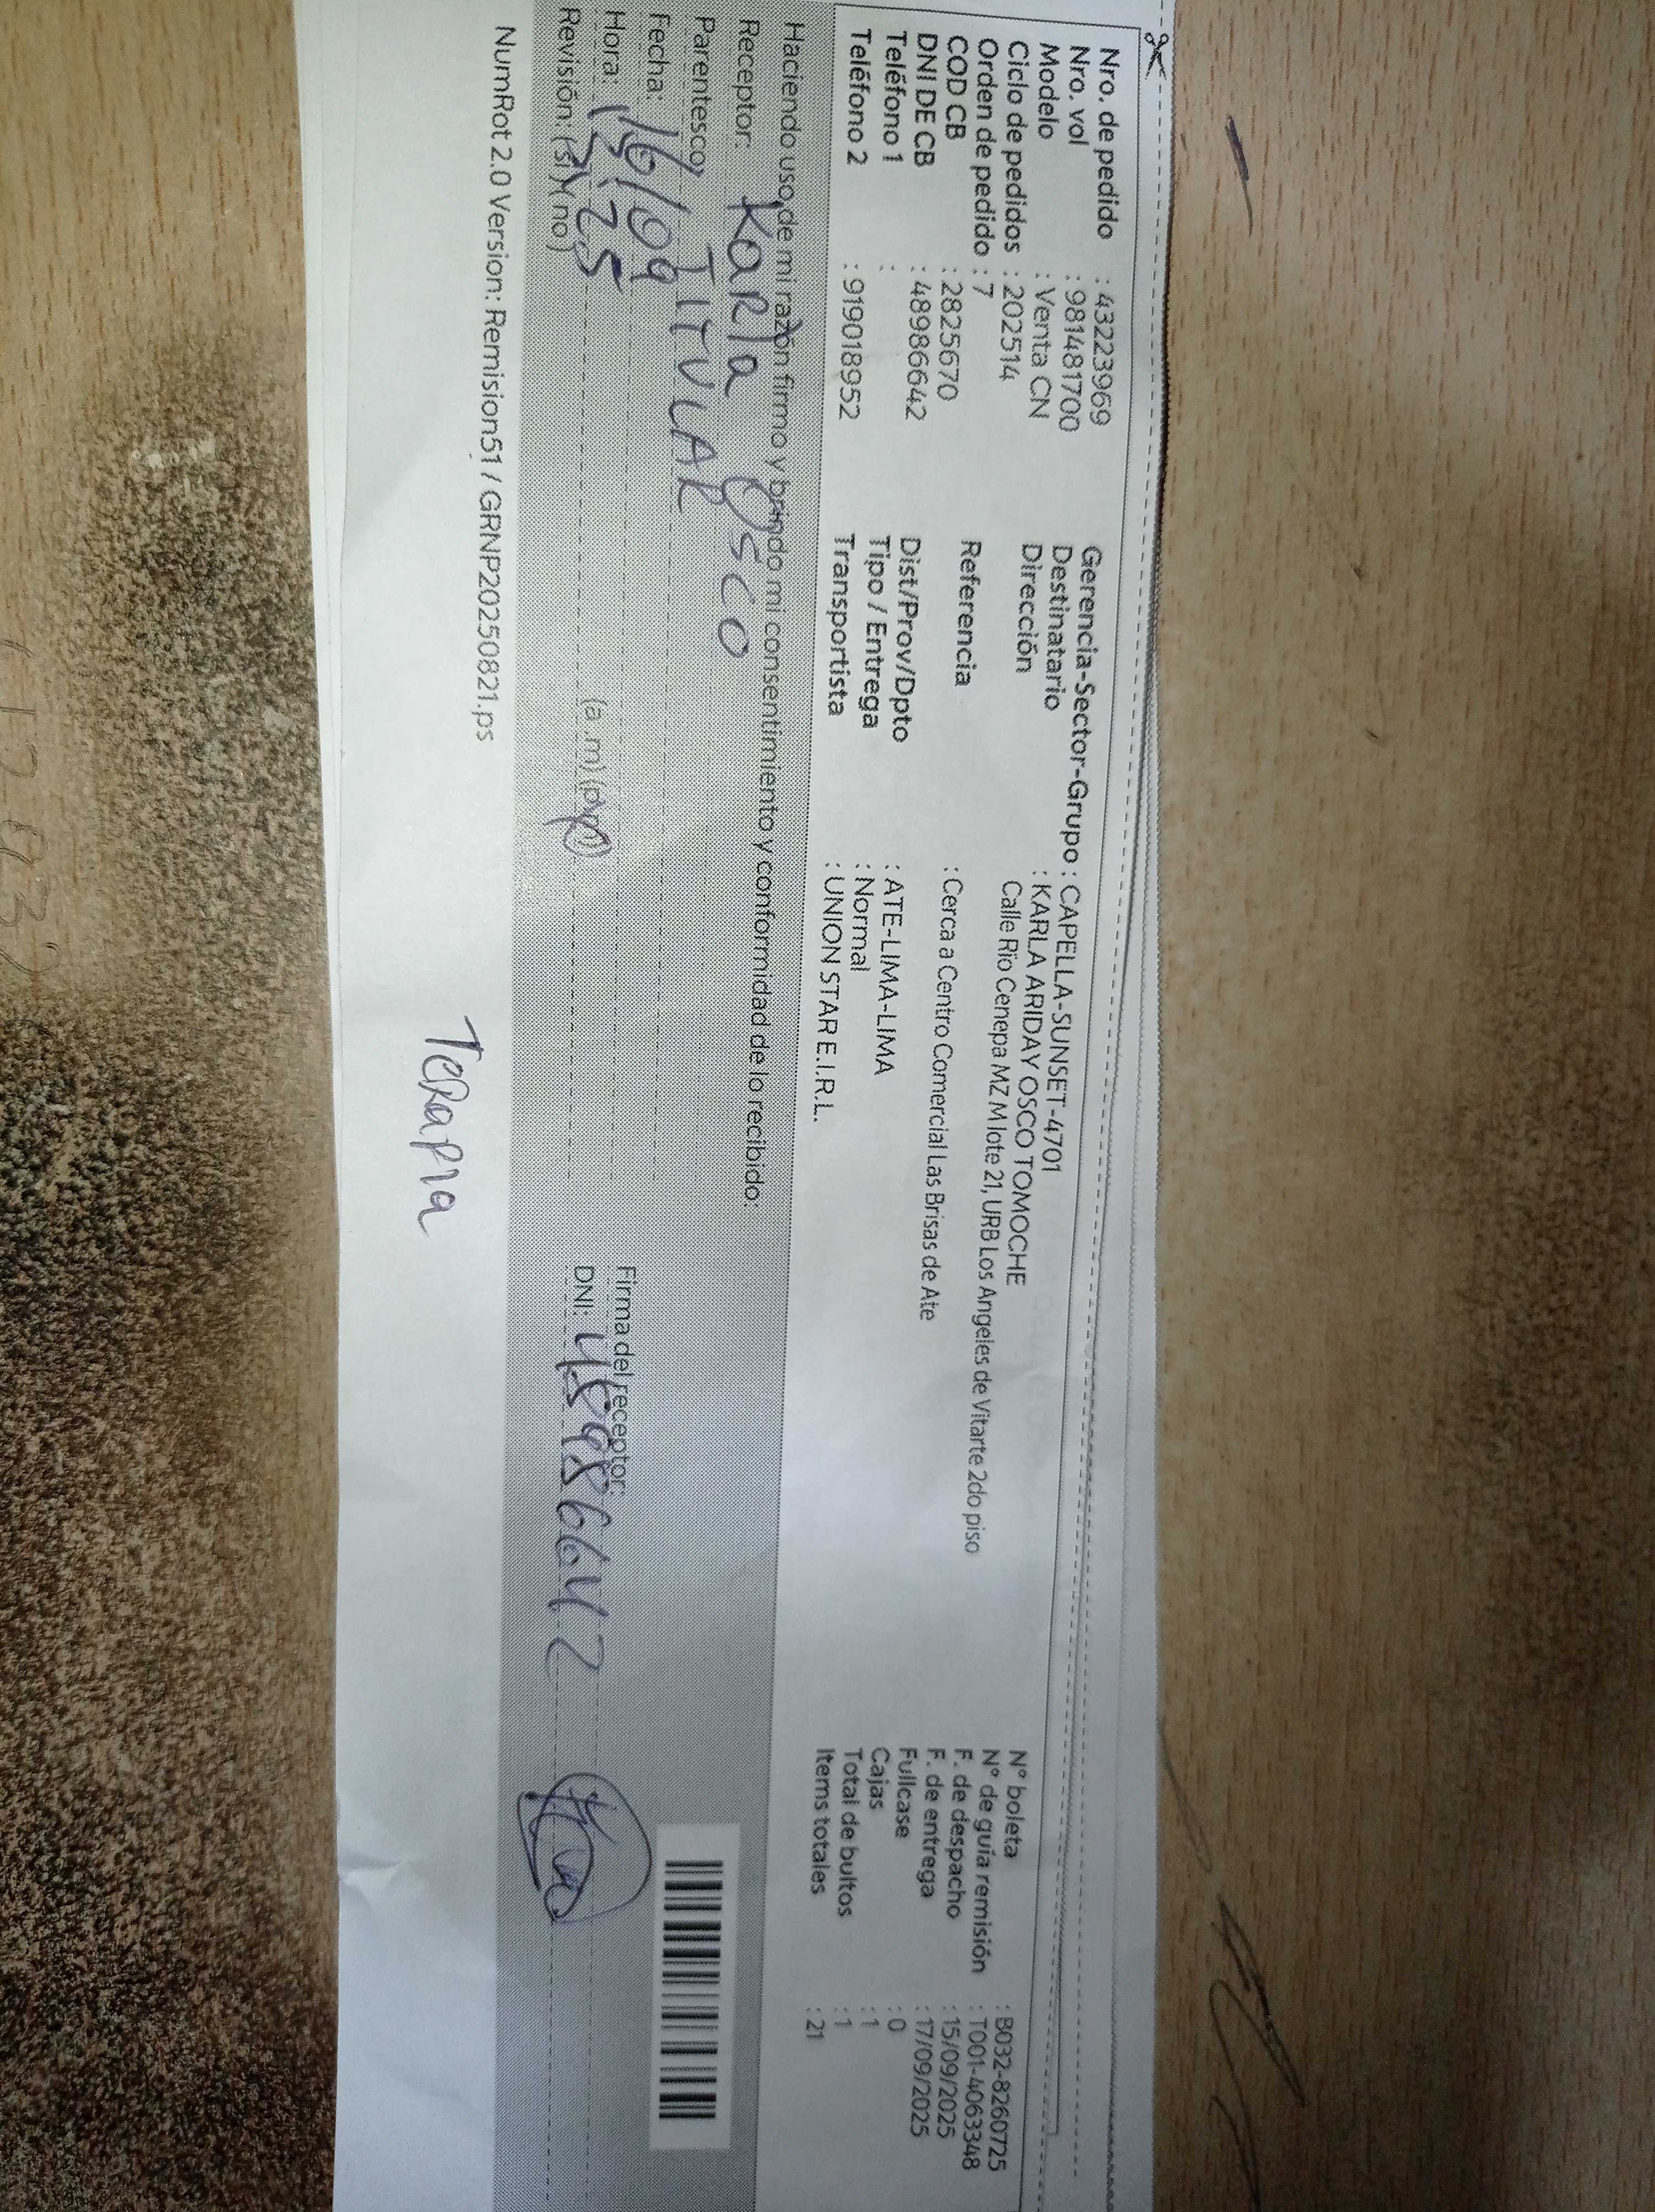 Nro. de pedido : 43223969
Nro. vol : 981481700
Modelo : Venta CN
Ciclo de pedidos : 202514
Orden de pedido : 7
COD CB : 2825670
DNI DE CB : 48986642
Teléfono 1 :
Teléfono 2 : 919018952
Gerencia-Sector-Grupo : CAPELLA-SUNSET-4701
Destinatario : KARLA ARIDAY OSCO TOMOCHE
Dirección Calle Rio Cenepa MZ M lote 21, URB Los Angeles de Vitarte 2do piso
Referencia : Cerca a Centro Comercial Las Brisas de Ate
Dist/Prov/Dpto : ATE-LIMA-LIMA
Tipo / Entrega : Normal
Transportista : UNION STAR E.I.R.L.
N° boleta : B032-8260725
N° de guía remisión : T001-4063348
F. de despacho : 15/09/2025
F. de entrega : 17/09/2025
Fullcase : 0
Cajas : 1
Total de bultos : 1
Items totales : 21
Haciendo uso de mi razón firmo y brindo mi consentimiento y conformidad de lo recibido:
Receptor: Karla Osco
Parentesco: TITULAR
Fecha: 16/09
Hora: (a.m) (p.m)
Revisión: (si) (no)
Firma del receptor:
DNI: 48986642
NumRot 2.0 Version: Remision51 / GRNP20250821.ps